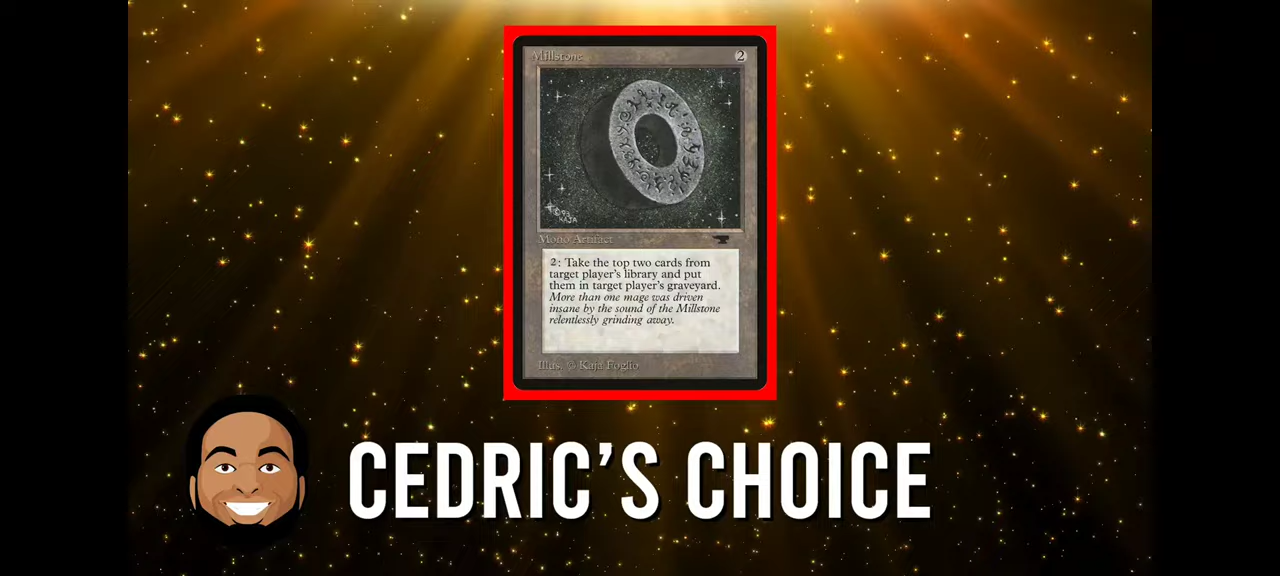 Millstone 2
©93
KAJA
Mono Artifact
2: Take the top two cards from
target player's library and put
them in target player's graveyard.
More than one mage was driven
insane by the sound of the Millstone
relentlessly grinding away.
Illus. © Kaja Foglio
CEDRIC'S CHOICE